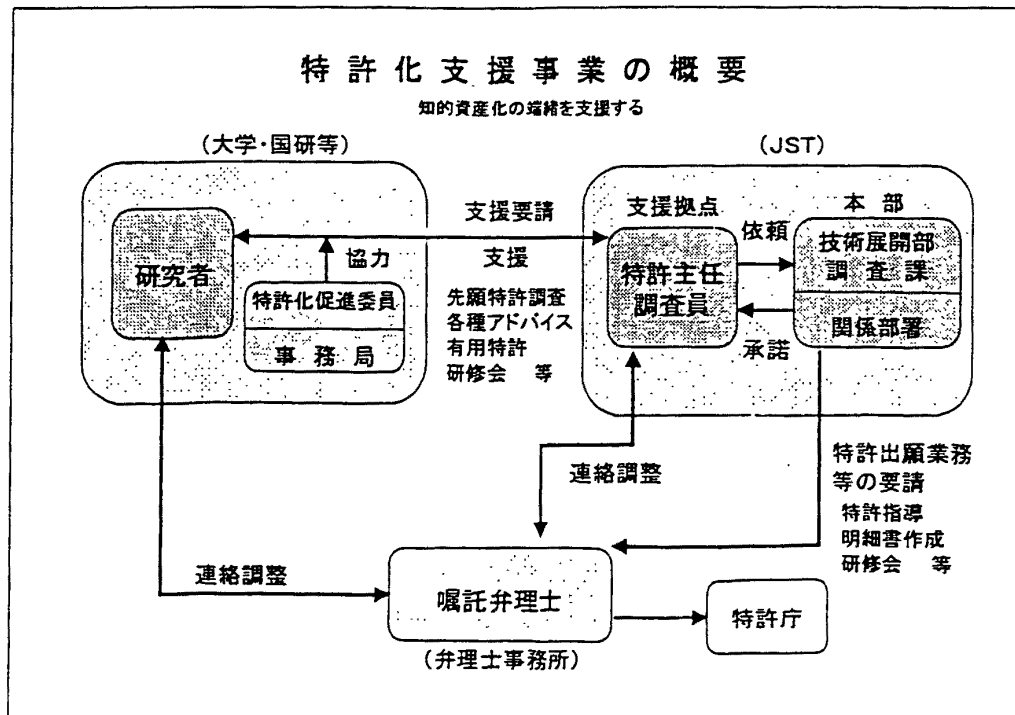 特許化支援事業の概要
知的資産化の端緒を支援する
(大学・国研等)
(JST)
研究者
支援要請
協力
支援
特許化促進委員
事務局
先願特許調査
各種アドバイス
有用特許
研修会 等
支援拠点
特許主任
調査員
依頼
承諾
本部
技術展開部
調査課
関係部署
連絡調整
特許出願業務
等の要請
特許指導
明細書作成
研修会 等
連絡調整
嘱託弁理士
(弁理士事務所)
特許庁